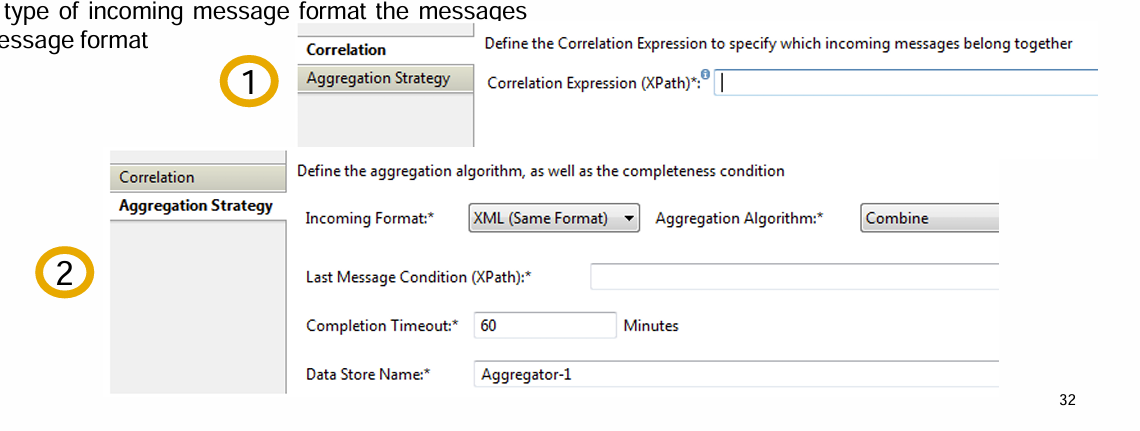 type of incoming message format the messages
essage format
Correlation
Aggregation Strategy
Define the Correlation Expression to specify which incoming messages belong together
Correlation Expression (XPath)*:
1
Correlation
Aggregation Strategy
Define the aggregation algorithm, as well as the completeness condition
Incoming Format:* XML (Same Format) Aggregation Algorithm:* Combine
2
Last Message Condition (XPath):*
Completion Timeout:* 60 Minutes
Data Store Name:* Aggregator-1
32